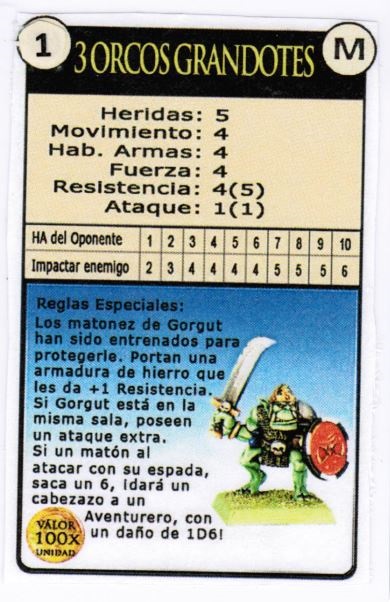 1 3 ORCOS GRANDOTES M
Heridas: 5
Movimiento: 4
Hab. Armas: 4
Fuerza: 4
Resistencia: 4(5)
Ataque: 1(1)
HA del Oponente 1 2 3 4 5 6 7 8 9 10
Impactar enemigo 2 3 4 4 4 4 5 5 5 6
Reglas Especiales:
Los matonez de Gorgut
han sido entrenados para
protegerle. Portan una
armadura de hierro que
les da +1 Resistencia.
Si Gorgut está en la
misma sala, poseen
un ataque extra.
Si un matón al
atacar con su espada,
saca un 6, ¡dará un
cabezazo a un
Aventurero, con
un daño de 1D6!
VALOR
100X
UNIDAD